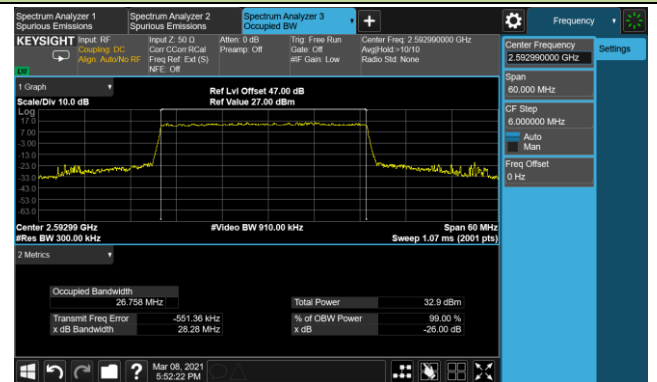 Spectrum Analyzer 1
Spurious Emissions
Spectrum Analyzer 2
Spurious Emissions
Spectrum Analyzer 3
Occupied BW
+
Frequency
KEYSIGHT
Input: RF
Coupling: DC
Align: Auto/No RF
Input Z: 50 Ω
Corr CCorr RCal
Freq Ref: Ext (S)
NFE: Off
Atten: 0 dB
Preamp: Off
Trig: Free Run
Gate: Off
#IF Gain: Low
Center Freq: 2.592990000 GHz
Avg|Hold:>10/10
Radio Std: None
Center Frequency
2.592990000 GHz
Settings
Span
60.000 MHz
CF Step
6.000000 MHz
Auto
Man
Freq Offset
0 Hz
1 Graph
Scale/Div 10.0 dB
Ref Lvl Offset 47.00 dB
Ref Value 27.00 dBm
Log
17.0
7.00
-3.00
-13.0
-23.0
-33.0
-43.0
-53.0
-63.0
Center 2.59299 GHz
#Video BW 910.00 kHz
Span 60 MHz
#Res BW 300.00 kHz
Sweep 1.07 ms (2001 pts)
2 Metrics
Occupied Bandwidth
26.758 MHz
Total Power
32.9 dBm
Transmit Freq Error
-551.36 kHz
% of OBW Power
99.00 %
x dB Bandwidth
28.28 MHz
x dB
-26.00 dB
?
Mar 08, 2021
5:52:22 PM